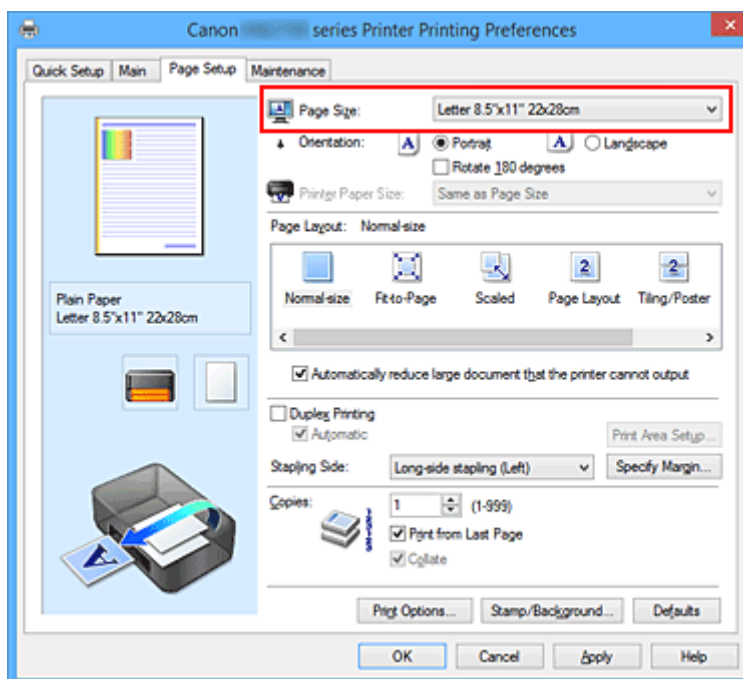 Canon series Printer Printing Preferences
Quick Setup Main Page Setup Maintenance
Page Size: Letter 8.5"x11" 22x28cm
Orientation: A Portrait A Landscape
Rotate 180 degrees
Printer Paper Size: Same as Page Size
Page Layout: Normal-size
2 2
Normal-size Fit-to-Page Scaled Page Layout Tiling/Poster
Plain Paper
Letter 8.5"x11" 22x28cm
Automatically reduce large document that the printer cannot output
Duplex Printing
Automatic
Print Area Setup...
Stapling Side: Long-side stapling (Left) Specify Margin...
Copies: 1 (1-999)
Print from Last Page
Collate
A
Print Options... Stamp/Background... Defaults
OK Cancel Apply Help